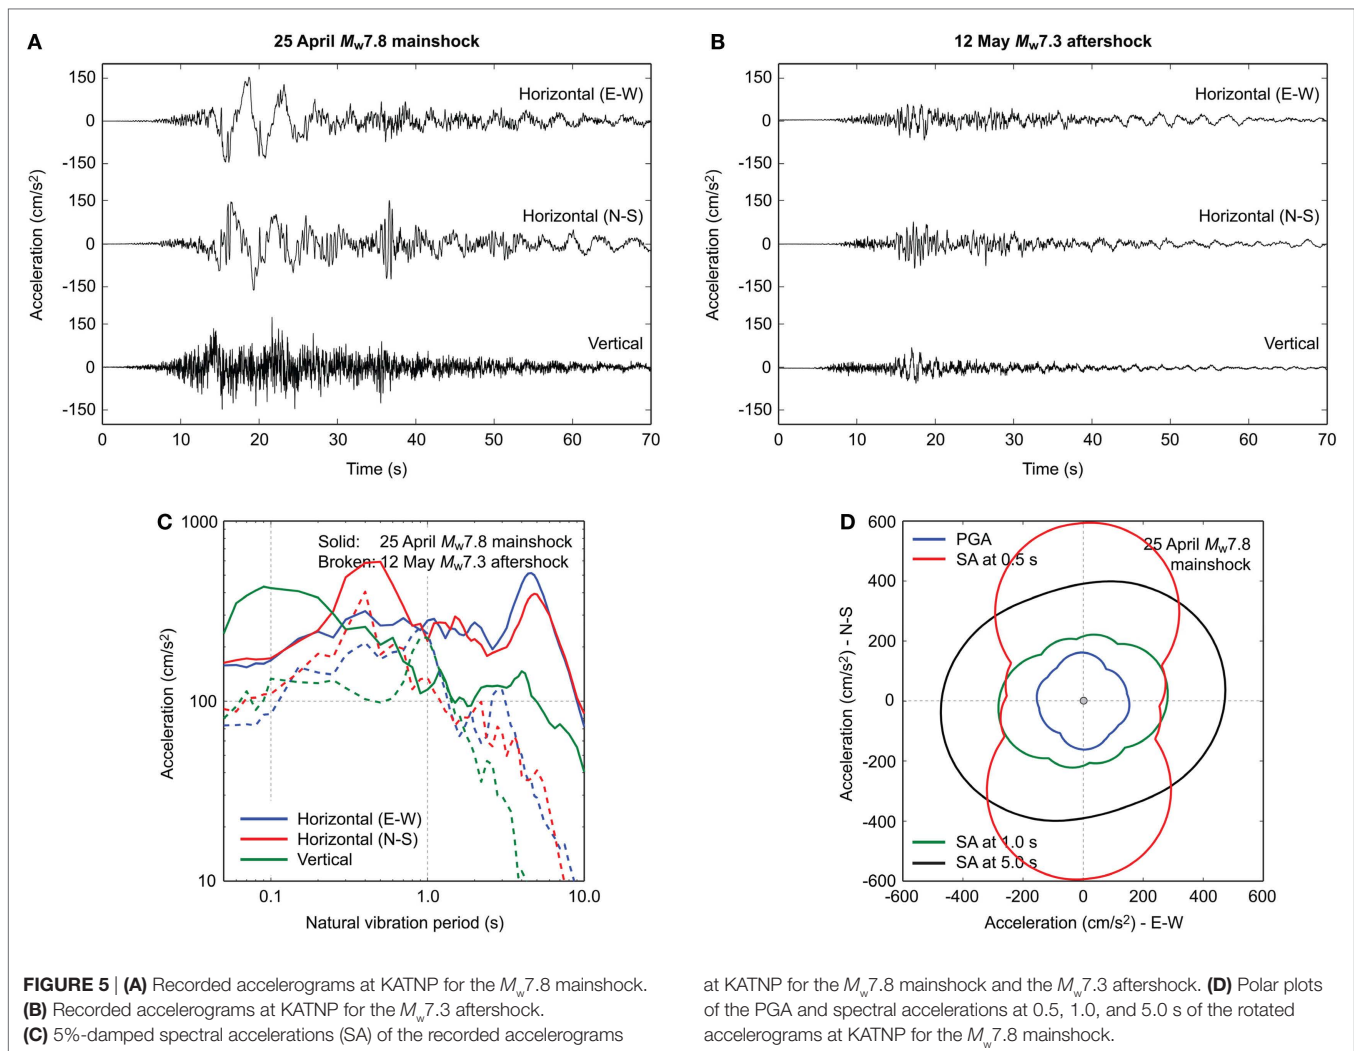 A
25 April Mw7.8 mainshock
150
0
-150
150
0
-150
150
0
-150
Acceleration (cm/s²)
Horizontal (E-W)
Horizontal (N-S)
Vertical
0 10 20 30 40 50 60 70
Time (s)
B
12 May Mw7.3 aftershock
150
0
-150
150
0
-150
150
0
-150
Acceleration (cm/s²)
Horizontal (E-W)
Horizontal (N-S)
Vertical
0 10 20 30 40 50 60 70
Time (s)
C
1000
100
10
Acceleration (cm/s²)
Solid: 25 April Mw7.8 mainshock
Broken: 12 May Mw7.3 aftershock
Horizontal (E-W)
Horizontal (N-S)
Vertical
0.1 1.0 10.0
Natural vibration period (s)
D
600
400
200
0
-200
-400
-600
Acceleration (cm/s²) - N-S
PGA
SA at 0.5 s
25 April Mw7.8
mainshock
SA at 1.0 s
SA at 5.0 s
-600 -400 -200 0 200 400 600
Acceleration (cm/s²) - E-W
FIGURE 5 | (A) Recorded accelerograms at KATNP for the Mw7.8 mainshock.
(B) Recorded accelerograms at KATNP for the Mw7.3 aftershock.
(C) 5%-damped spectral accelerations (SA) of the recorded accelerograms
at KATNP for the Mw7.8 mainshock and the Mw7.3 aftershock. (D) Polar plots
of the PGA and spectral accelerations at 0.5, 1.0, and 5.0 s of the rotated
accelerograms at KATNP for the Mw7.8 mainshock.